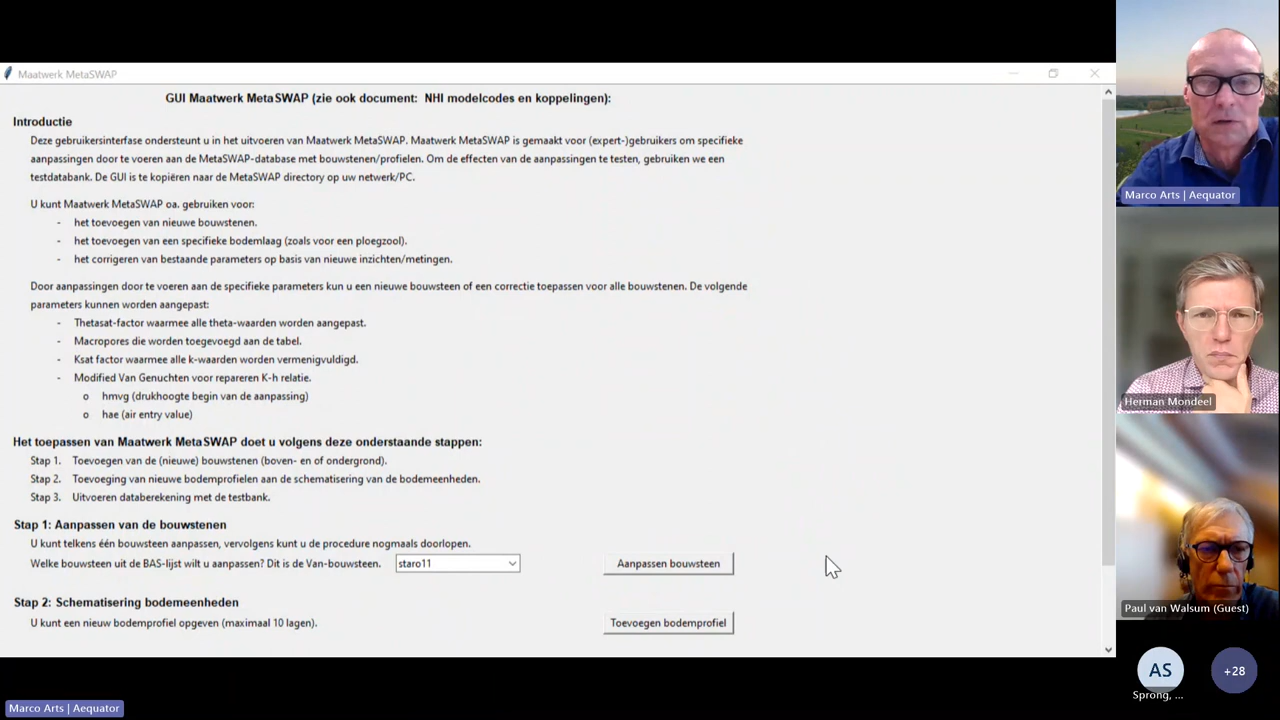 Maatwerk MetaSWAP
GUI Maatwerk MetaSWAP (zie ook document: NHI modelcodes en koppelingen):
Introductie
Deze gebruikersinterface ondersteunt u in het uitvoeren van Maatwerk MetaSWAP. Maatwerk MetaSWAP is gemaakt voor (expert-)gebruikers om specifieke
aanpassingen door te voeren aan de MetaSWAP-database met bouwstenen/profielen. Om de effecten van de aanpassingen te testen, gebruiken we een
testdatabank. De GUI is te kopiëren naar de MetaSWAP directory op uw netwerk/PC.
U kunt Maatwerk MetaSWAP oa. gebruiken voor:
- het toevoegen van nieuwe bouwstenen.
- het toevoegen van een specifieke bodemlaag (zoals voor een ploegzool).
- het corrigeren van bestaande parameters op basis van nieuwe inzichten/metingen.
Door aanpassingen door te voeren aan de specifieke parameters kun u een nieuwe bouwsteen of een correctie toepassen voor alle bouwstenen. De volgende
parameters kunnen worden aangepast:
- Thetasat-factor waarmee alle theta-waarden worden aangepast.
- Macropores die worden toegevoegd aan de tabel.
- Ksat factor waarmee alle k-waarden worden vermenigvuldigd.
- Modified Van Genuchten voor repareren K-h relatie.
o hmvg (drukhoogte begin van de aanpassing)
o hae (air entry value)
Het toepassen van Maatwerk MetaSWAP doet u volgens deze onderstaande stappen:
Stap 1. Toevoegen van de (nieuwe) bouwstenen (boven- en of ondergrond).
Stap 2. Toevoeging van nieuwe bodemprofielen aan de schematisering van de bodemeenheden.
Stap 3. Uitvoeren databerekening met de testbank.
Stap 1: Aanpassen van de bouwstenen
U kunt telkens één bouwsteen aanpassen, vervolgens kunt u de procedure nogmaals doorlopen.
Welke bouwsteen uit de BAS-lijst wilt u aanpassen? Dit is de Van-bouwsteen. staro11 Aanpassen bouwsteen
Stap 2: Schematisering bodemeenheden
U kunt een nieuw bodemprofiel opgeven (maximaal 10 lagen). Toevoegen bodemprofiel
Marco Arts | Aequator
Marco Arts | Aequator
Herman Mondeel
Paul van Walsum (Guest)
AS
+28
Sprong, ...